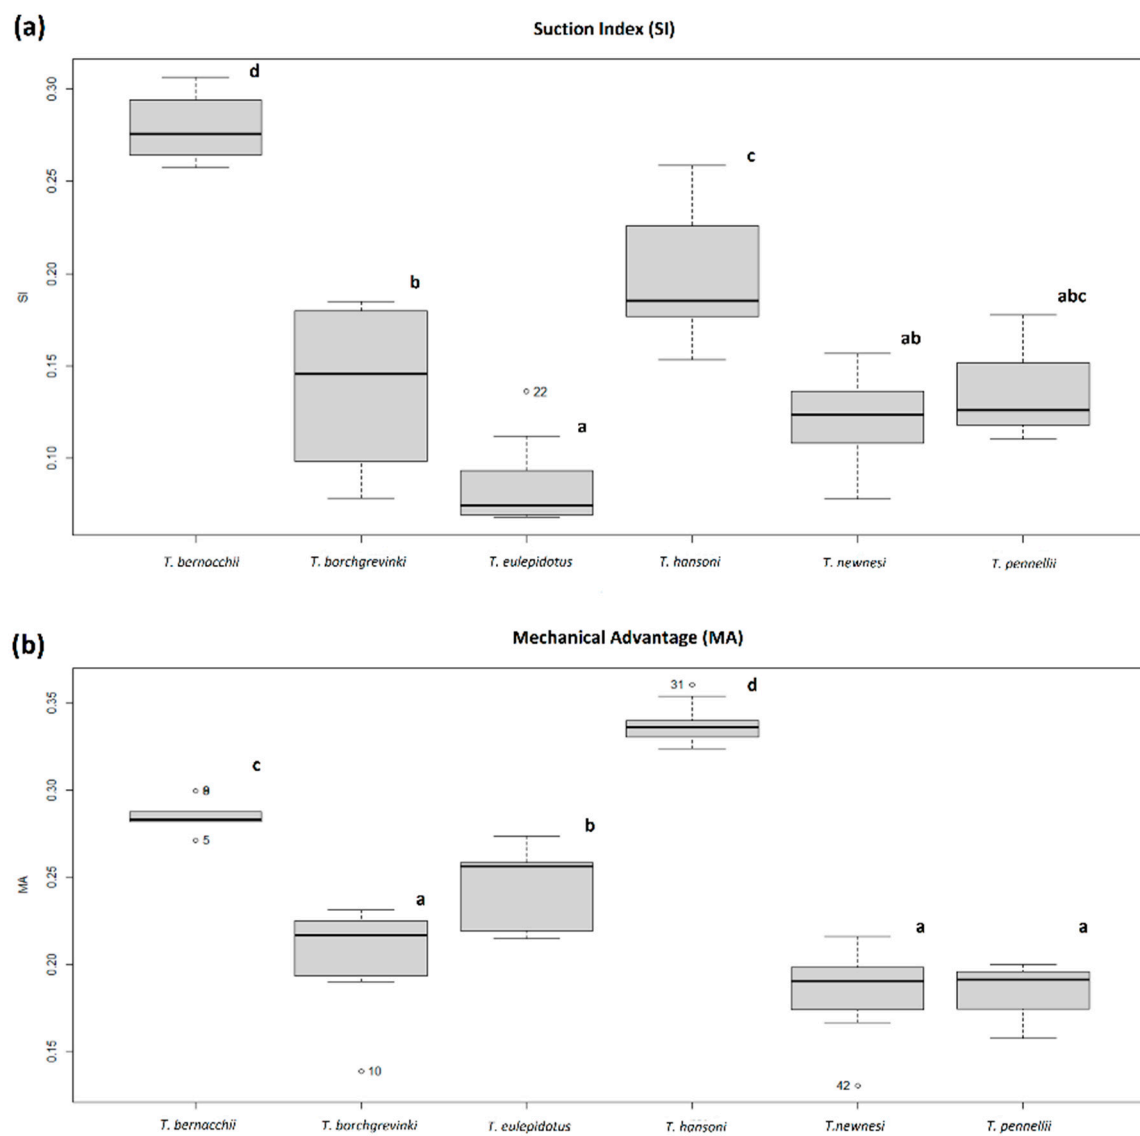 (a)
Suction Index (SI)
SI
0.30
0.25
0.20
0.15
0.10
d
b
22
a
c
ab
abc
T. bernacchii T. borchgrevinki T. eulepidotus T. hansoni T. newnesi T. pennellii
(b)
Mechanical Advantage (MA)
MA
0.35
0.30
0.25
0.20
0.15
c
5
a
10
b
31
d
a
42
a
T. bernacchii T. borchgrevinki T. eulepidotus T. hansoni T.newnesi T. pennellii